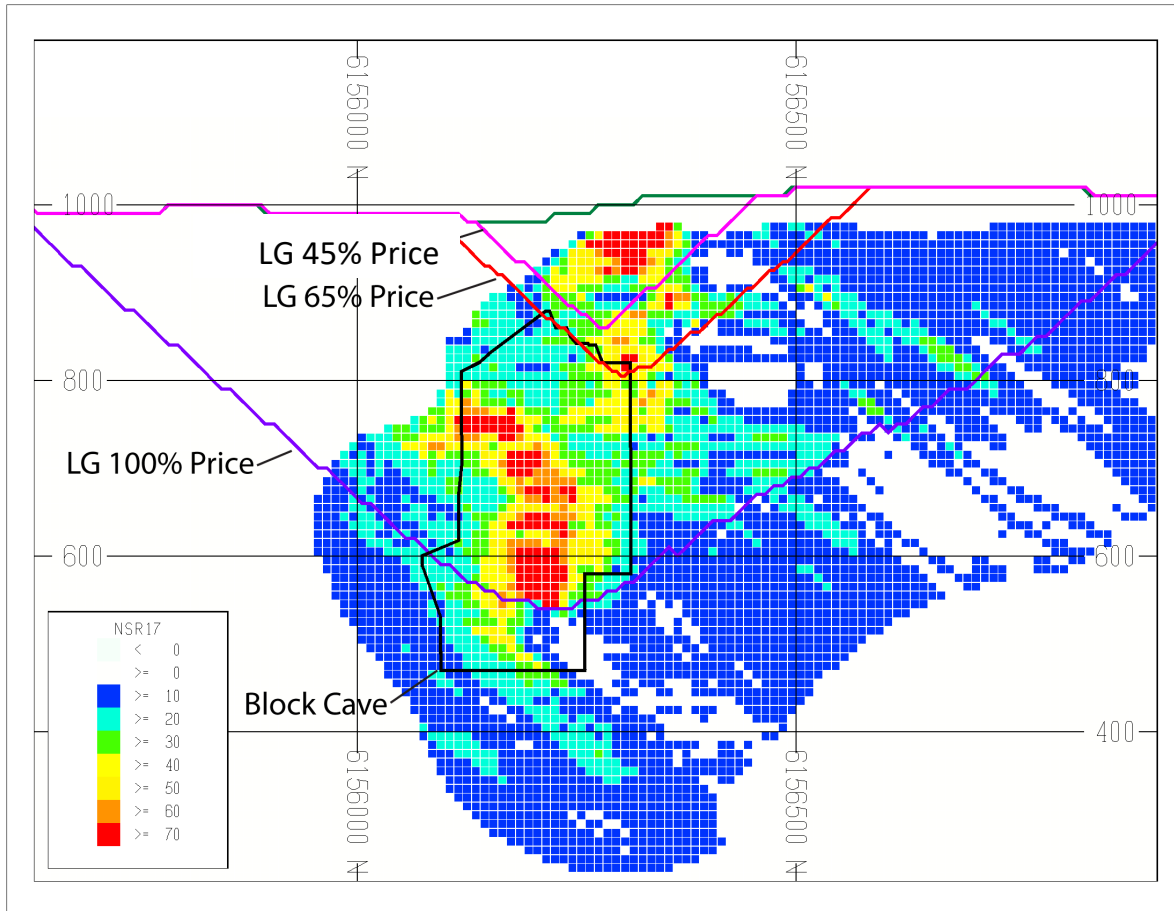 6156000 N
6156500 N
1000
1000
LG 45% Price
LG 65% Price
800
800
LG 100% Price
600
600
NSR17
< 0
>= 0
>= 10
>= 20
>= 30
>= 40
>= 50
>= 60
>= 70
Block Cave
400
6156000 N
6156500 N